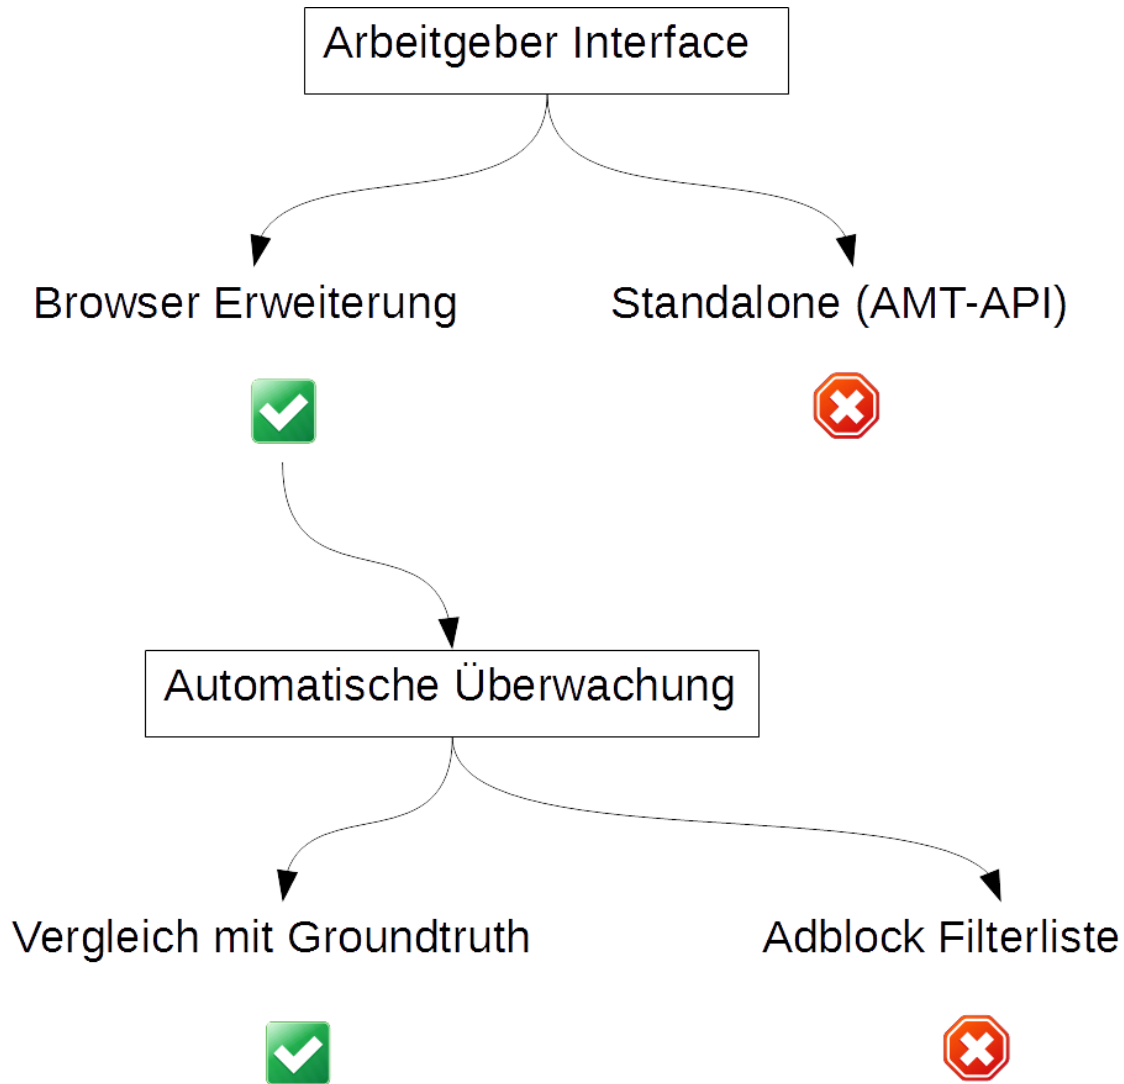 Arbeitgeber Interface
Browser Erweiterung
Standalone (AMT-API)
Automatische Überwachung
Vergleich mit Groundtruth
Adblock Filterliste